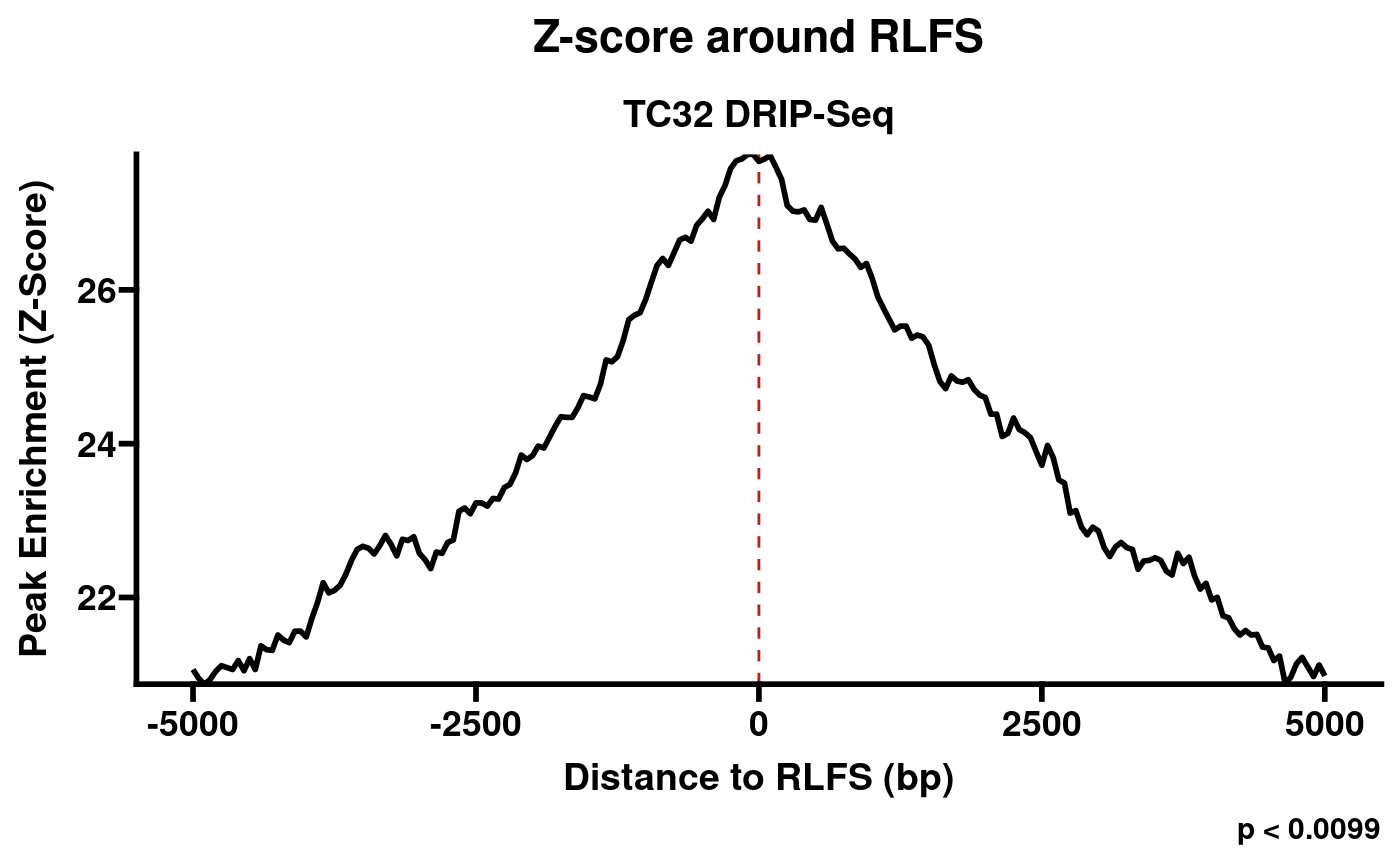 Z-score around RLFS
TC32 DRIP-Seq
Peak Enrichment (Z-Score)
26
24
22
-5000
-2500
0
2500
5000
Distance to RLFS (bp)
p < 0.0099